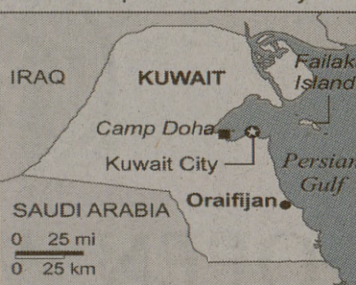 Failak
Island
IRAQ
KUWAIT
Camp Doha
Kuwait City
Persian
Gulf
Oraifijan
SAUDI ARABIA
0 25 mi
0 25 km